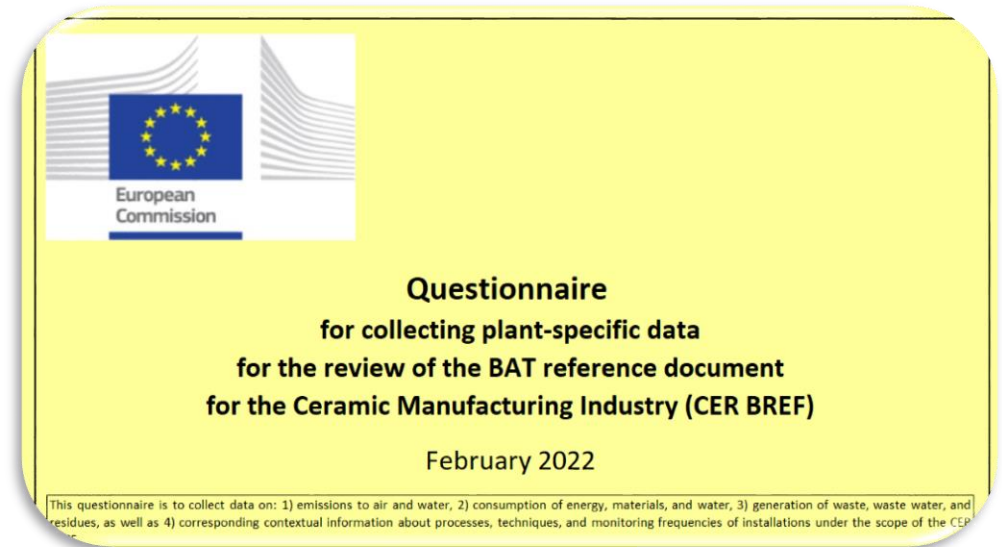 European
Commission
Questionnaire
for collecting plant-specific data
for the review of the BAT reference document
for the Ceramic Manufacturing Industry (CER BREF)
February 2022
This questionnaire is to collect data on: 1) emissions to air and water, 2) consumption of energy, materials, and water, 3) generation of waste, waste water, and
residues, as well as 4) corresponding contextual information about processes, techniques, and monitoring frequencies of installations under the scope of the CER